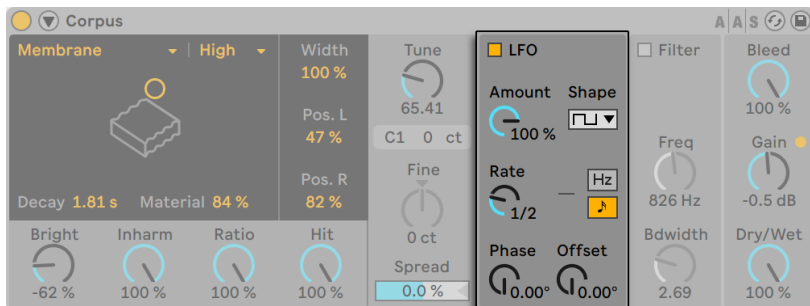 Corpus
A A S
Membrane
High
Decay 1.81 s
Material 84 %
Width
100 %
Pos. L
47 %
Pos. R
82 %
Bright
-62 %
Inharm
100 %
Ratio
100 %
Hit
100 %
Tune
65.41
C1 0 ct
Fine
0 ct
Spread
0.0 %
LFO
Amount
100 %
Shape
Rate
1/2
Hz
Phase
0.00°
Offset
0.00°
Filter
Freq
826 Hz
Bdwidth
2.69
Bleed
100 %
Gain
-0.5 dB
Dry/Wet
100 %